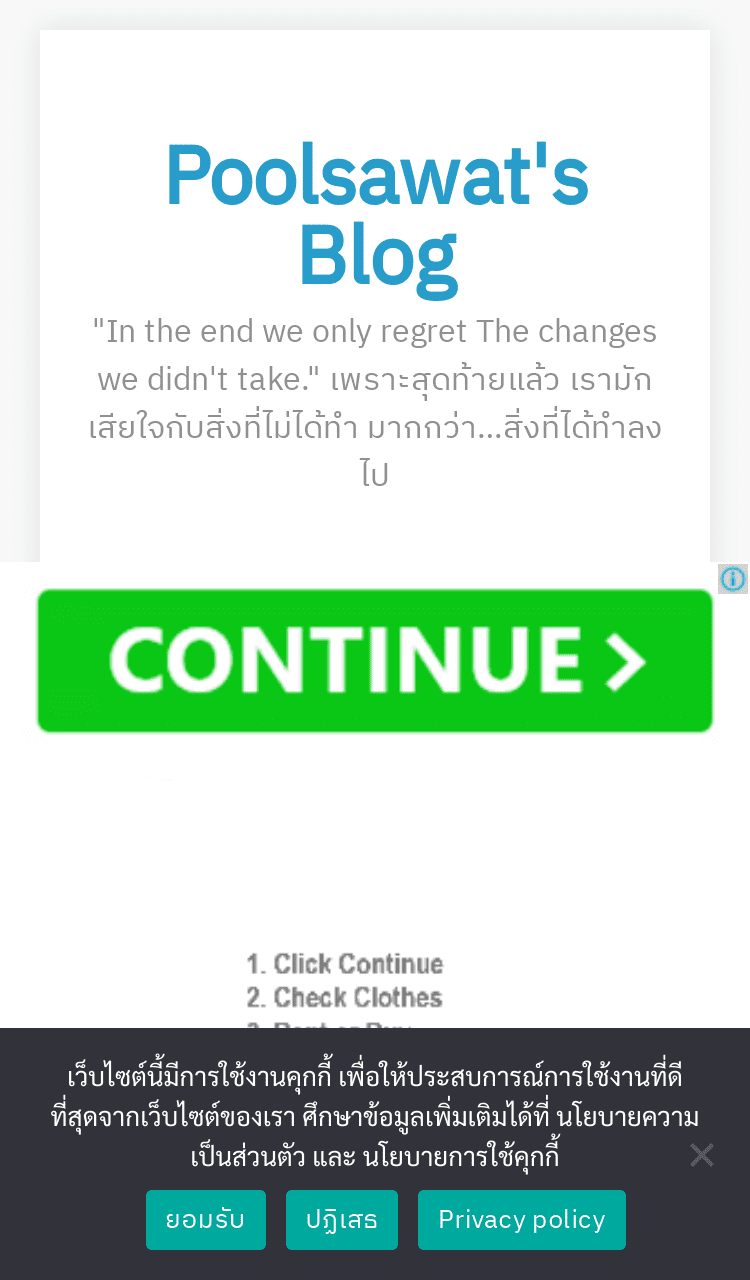 Poolsawat's
Blog
"In the end we only regret The changes
we didn't take." เพราะสุดท้ายแล้ว เรามัก
เสียใจกับสิ่งที่ไม่ได้ทำ มากกว่า...สิ่งที่ได้ทำลง
ไป
CONTINUE >
1. Click Continue
2. Check Clothes
เว็บไซต์นี้มีการใช้งานคุกกี้ เพื่อให้ประสบการณ์การใช้งานที่ดี
ที่สุดจากเว็บไซต์ของเรา ศึกษาข้อมูลเพิ่มเติมได้ที่ นโยบายความ
เป็นส่วนตัว และ นโยบายการใช้คุกกี้
ยอมรับ ปฏิเสธ Privacy policy